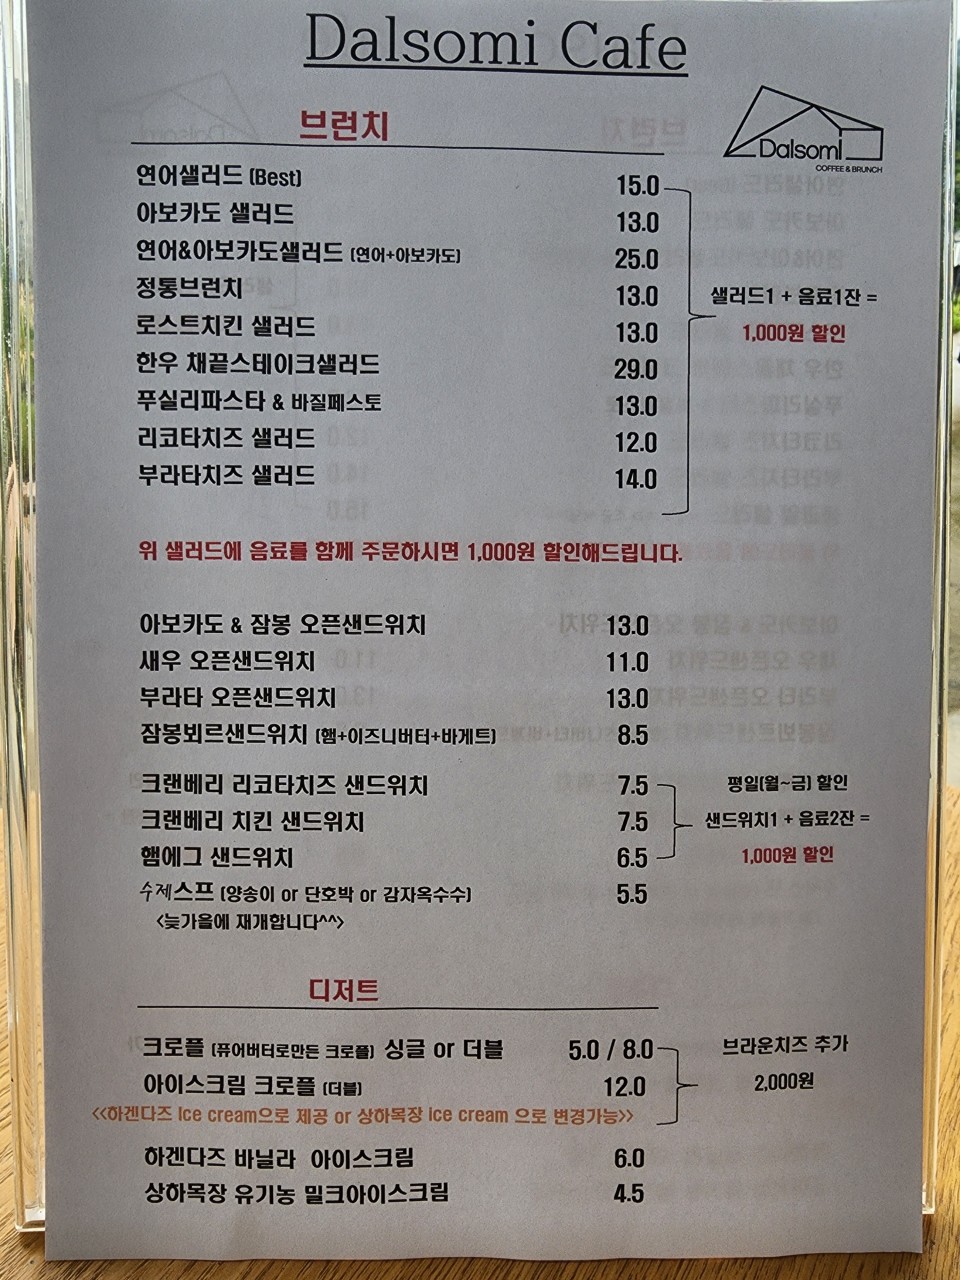 Dalsomi Cafe
브런치
Dalsomi
COFFEE & BRUNCH
연어샐러드 (Best) 15.0
아보카도 샐러드 13.0
연어&아보카도샐러드 (연어+아보카도) 25.0
정통브런치 13.0
로스트치킨 샐러드 13.0
한우 채끝스테이크샐러드 29.0
푸실리파스타 & 바질페스토 13.0
리코타치즈 샐러드 12.0
부라타치즈 샐러드 14.0
샐러드1 + 음료1잔 =
1,000원 할인
위 샐러드에 음료를 함께 주문하시면 1,000원 할인해드립니다.
아보카도 & 잠봉 오픈샌드위치 13.0
새우 오픈샌드위치 11.0
부라타 오픈샌드위치 13.0
잠봉뵈르샌드위치 (햄+이즈니버터+바게트) 8.5
크랜베리 리코타치즈 샌드위치 7.5
크랜베리 치킨 샌드위치 7.5
햄에그 샌드위치 6.5
평일(월~금) 할인
샌드위치1 + 음료2잔 =
1,000원 할인
수제스프 (양송이 or 단호박 or 감자옥수수) 5.5
<늦가을에 재개합니다^^>
디저트
크로플 (퓨어버터로만든 크로플) 싱글 or 더블 5.0 / 8.0
아이스크림 크로플 (더블) 12.0
브라운치즈 추가
2,000원
<<하겐다즈 Ice cream으로 제공 or 상하목장 ice cream 으로 변경가능>>
하겐다즈 바닐라 아이스크림 6.0
상하목장 유기농 밀크아이스크림 4.5